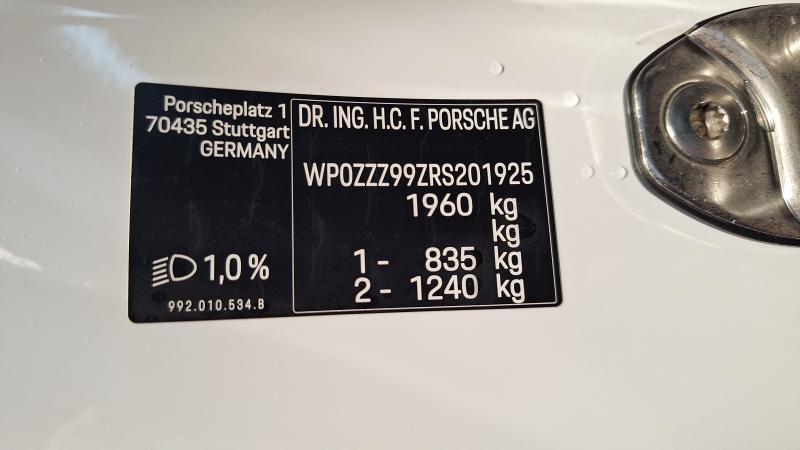 Porscheplatz 1
70435 Stuttgart
GERMANY
1,0 %
992.010.534.B
DR. ING. H.C. F. PORSCHE AG
WP0ZZZ99ZRS201925
1960 kg
kg
1 - 835 kg
2 - 1240 kg